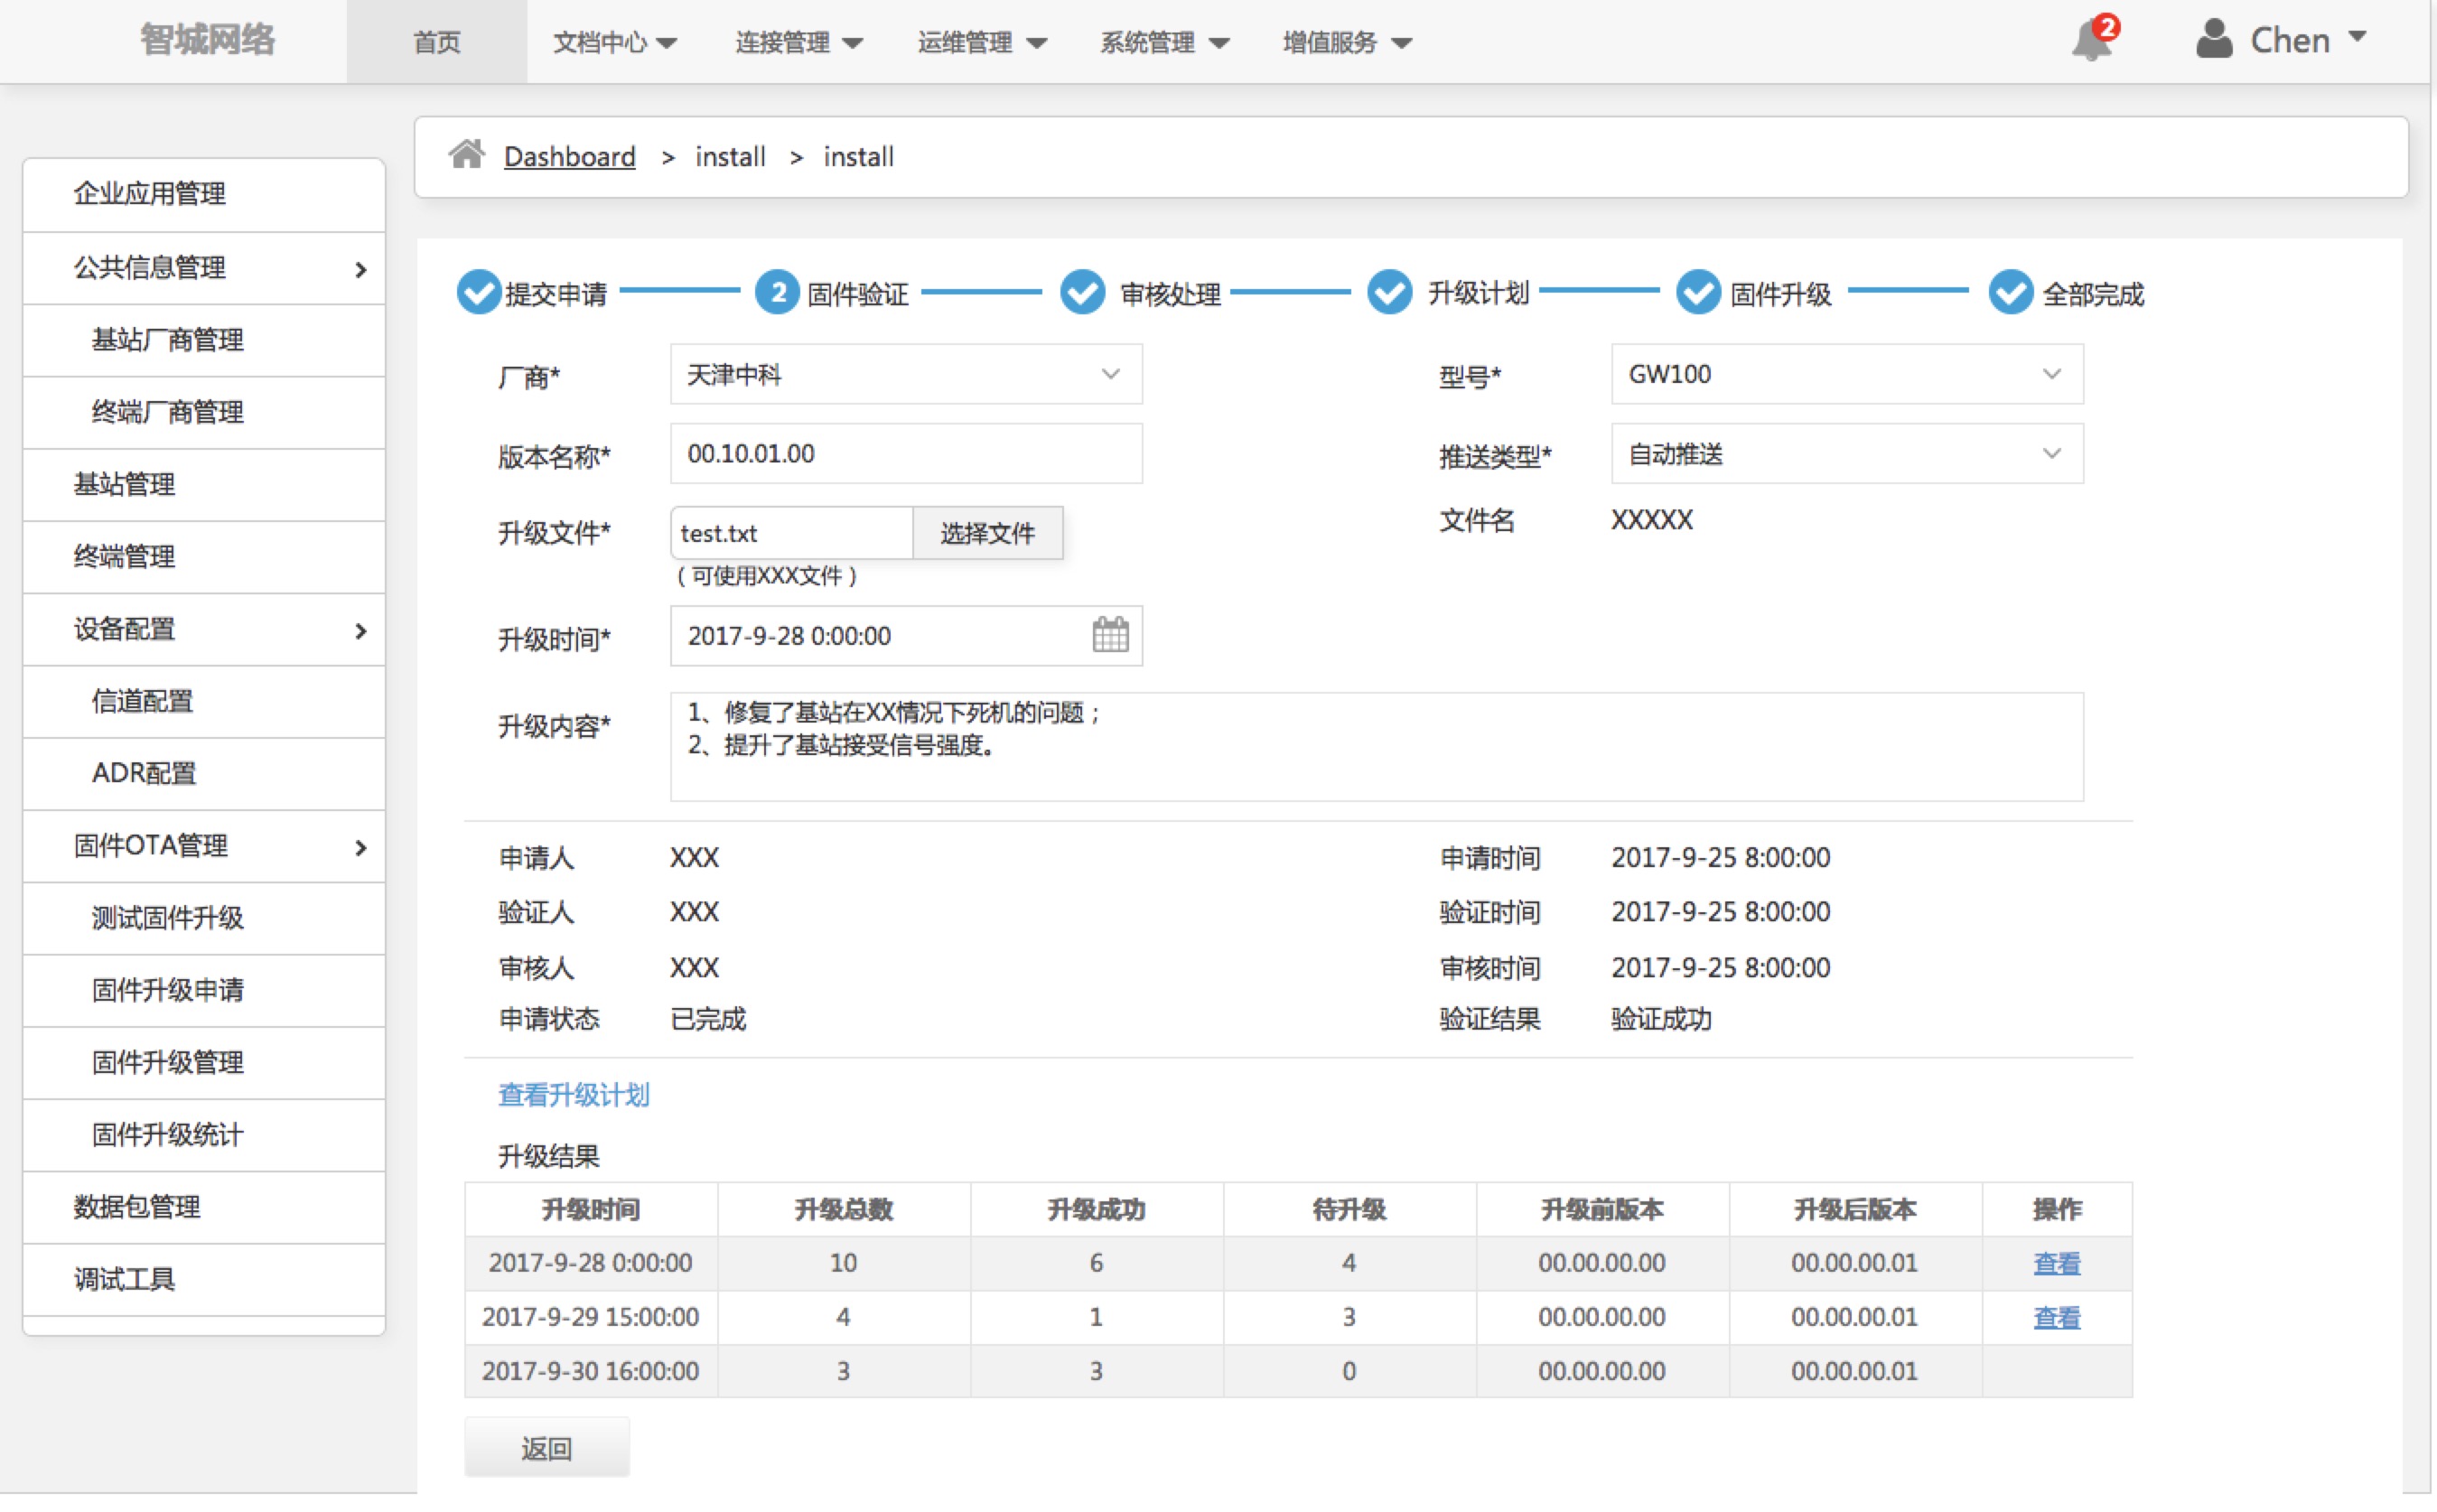 智城网络 首页 文档中心 连接管理 运维管理 系统管理 增值服务 2 Chen
Dashboard > install > install
企业应用管理
公共信息管理
基站厂商管理
终端厂商管理
基站管理
终端管理
设备配置
信道配置
ADR配置
固件OTA管理
测试固件升级
固件升级申请
固件升级管理
固件升级统计
数据包管理
调试工具
提交申请 2 固件验证 审核处理 升级计划 固件升级 全部完成
厂商* 天津中科 型号* GW100
版本名称* 00.10.01.00 推送类型* 自动推送
升级文件* test.txt 选择文件 文件名 XXXXX
（可使用XXX文件）
升级时间* 2017-9-28 0:00:00
升级内容* 1、修复了基站在XX情况下死机的问题；
2、提升了基站接受信号强度。
申请人 XXX 申请时间 2017-9-25 8:00:00
验证人 XXX 验证时间 2017-9-25 8:00:00
审核人 XXX 审核时间 2017-9-25 8:00:00
申请状态 已完成 验证结果 验证成功
查看升级计划
升级结果
升级时间 升级总数 升级成功 待升级 升级前版本 升级后版本 操作
2017-9-28 0:00:00 10 6 4 00.00.00.00 00.00.00.01 查看
2017-9-29 15:00:00 4 1 3 00.00.00.00 00.00.00.01 查看
2017-9-30 16:00:00 3 3 0 00.00.00.00 00.00.00.01
返回